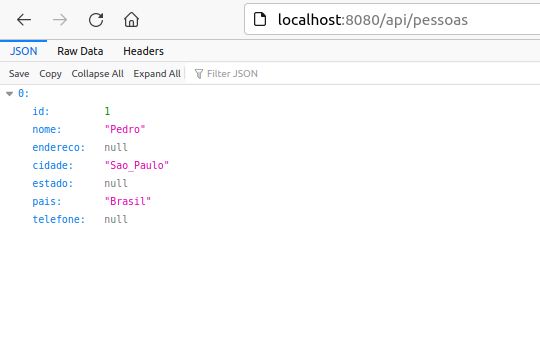 localhost:8080/api/pessoas
JSON Raw Data Headers
Save Copy Collapse All Expand All Filter JSON
0:
id: 1
nome: "Pedro"
endereco: null
cidade: "Sao_Paulo"
estado: null
pais: "Brasil"
telefone: null